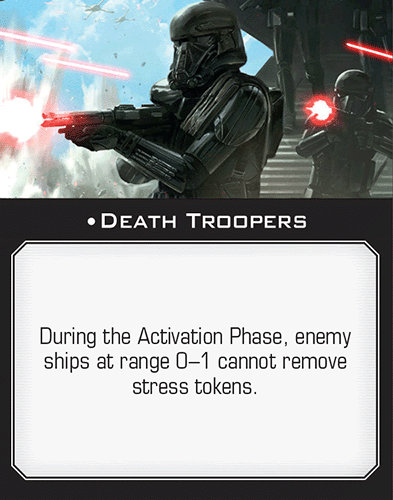 • DEATH TROOPERS
During the Activation Phase, enemy
ships at range 0–1 cannot remove
stress tokens.